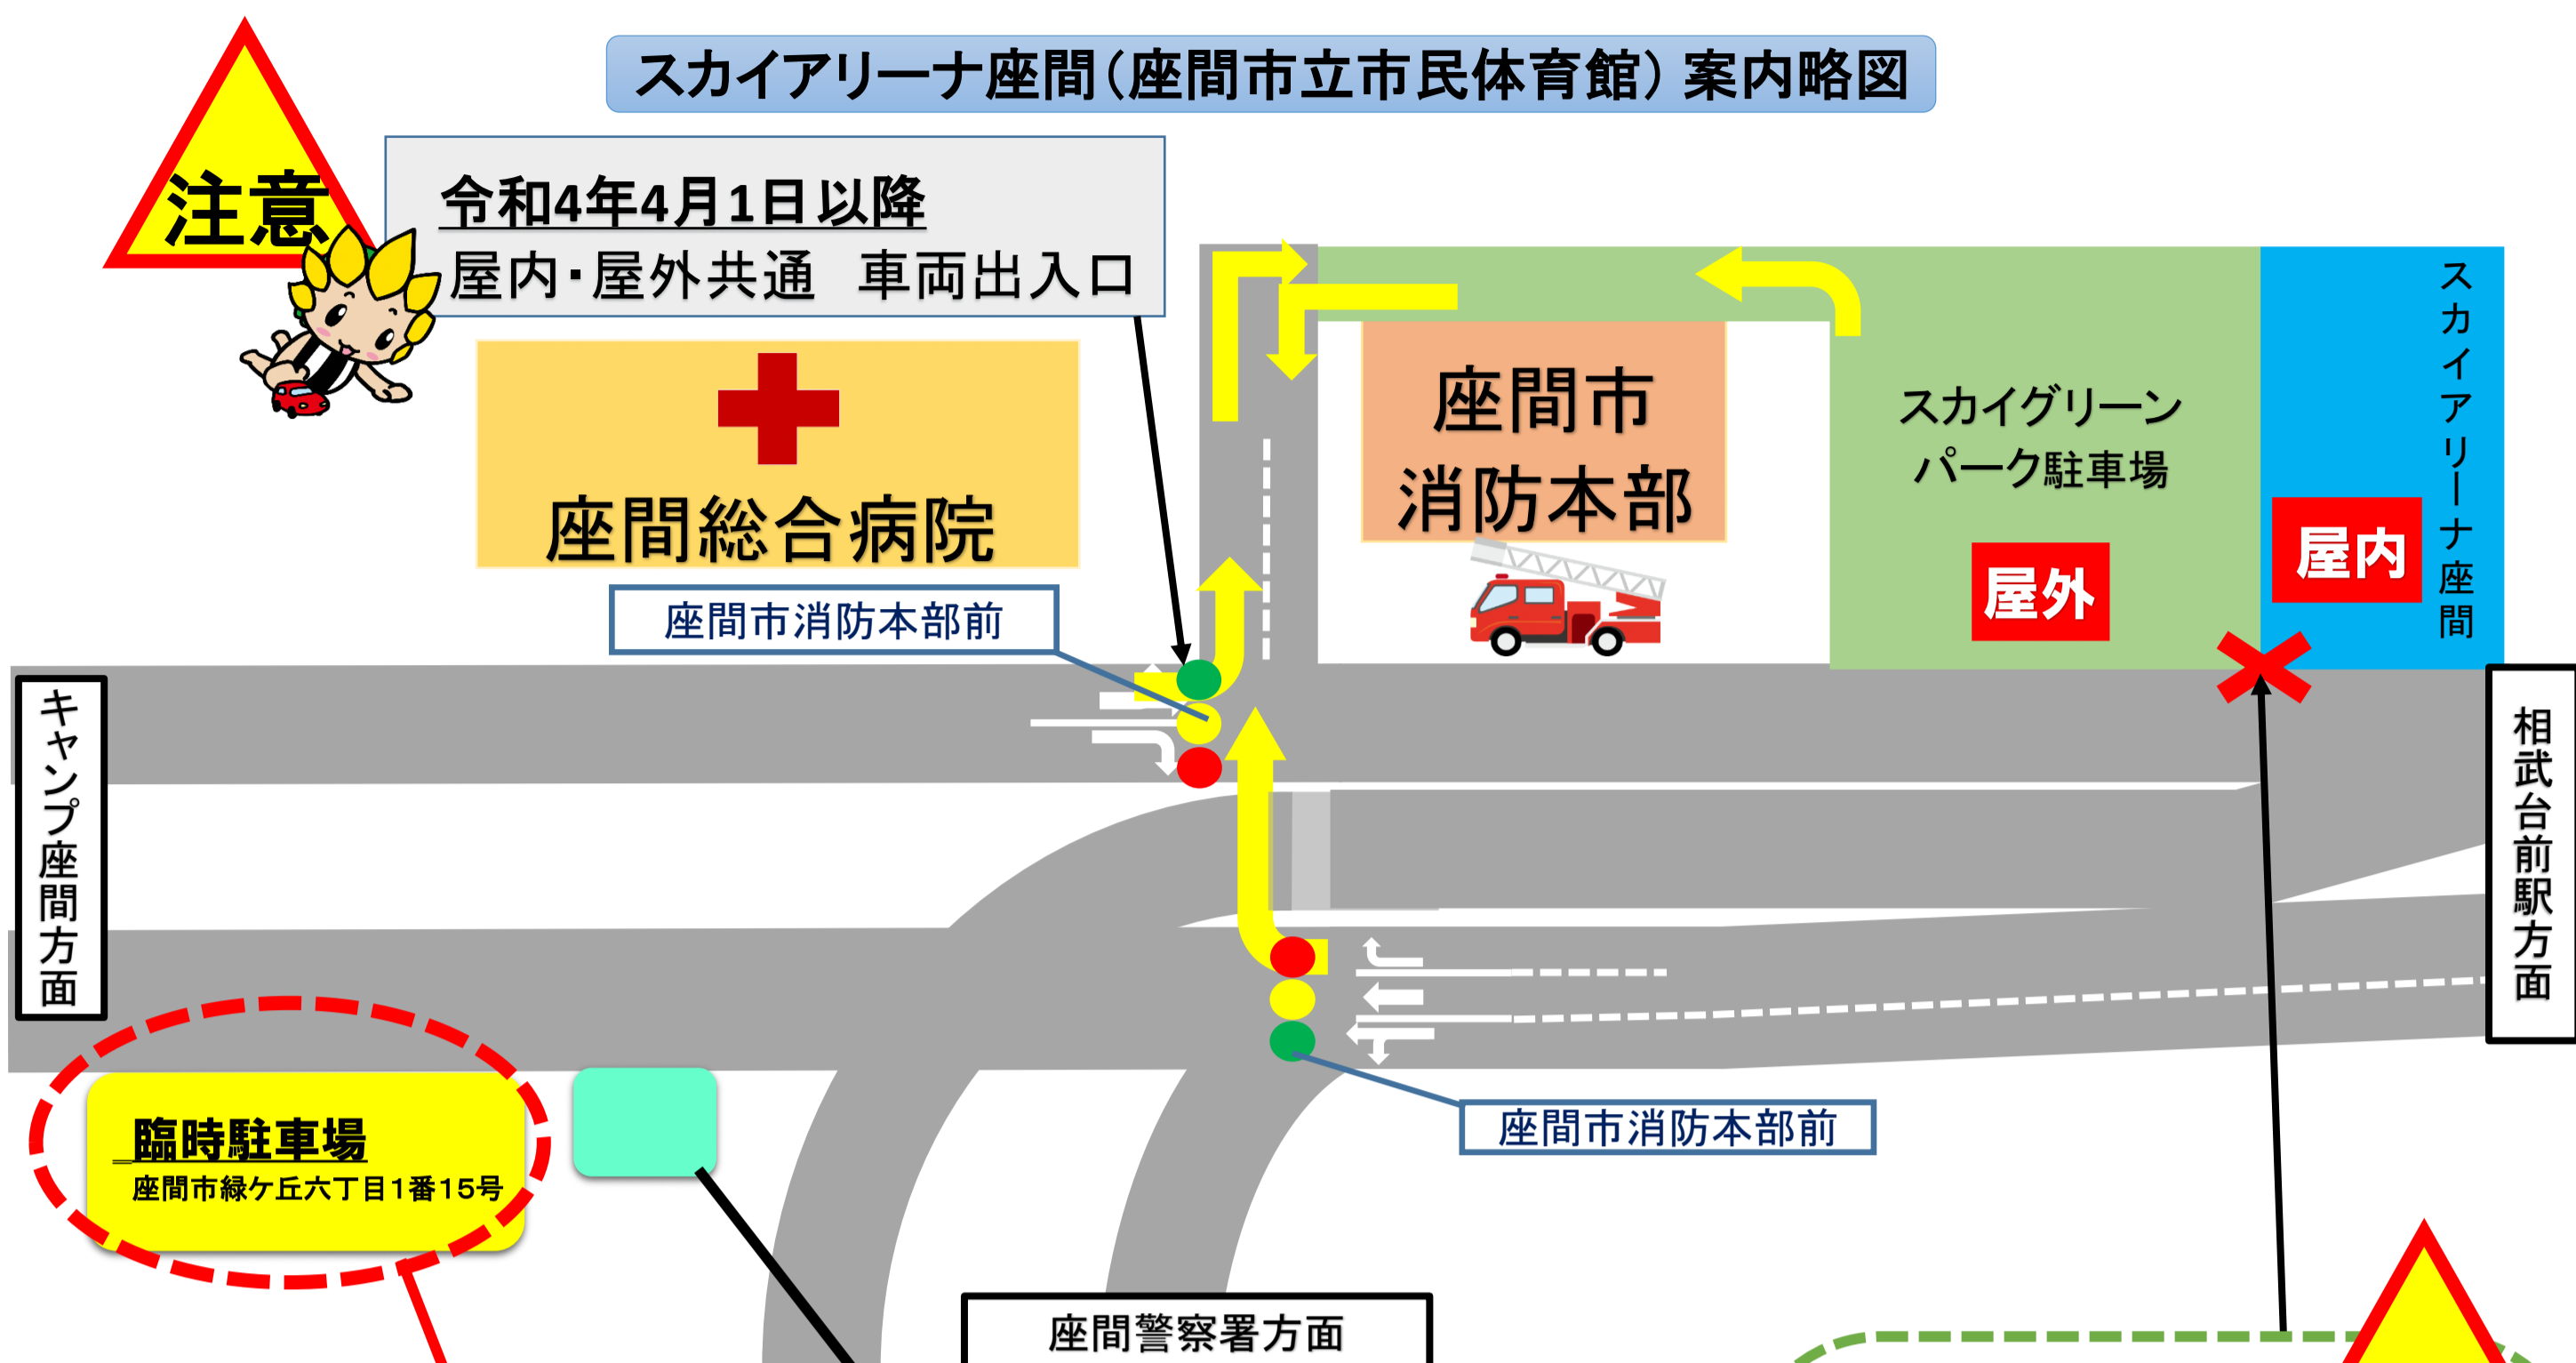 スカイアリーナ座間(座間市立市民体育館)案内略図
注意
令和4年4月1日以降
屋内・屋外共通 車両出入口
座間総合病院
座間市消防本部前
座間市
消防本部
スカイグリーン
パーク駐車場
屋外
屋内
スカイアリーナ座間
キャンプ座間方面
相武台前駅方面
臨時駐車場
座間市緑ケ丘六丁目1番15号
座間市消防本部前
座間警察署方面